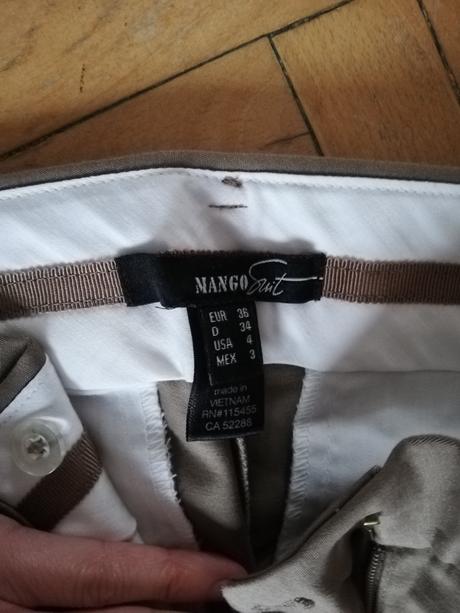 MANGO Suit
EUR 36
D 34
USA 4
MEX 3
made in
VIETNAM
RN#115455
CA 52286